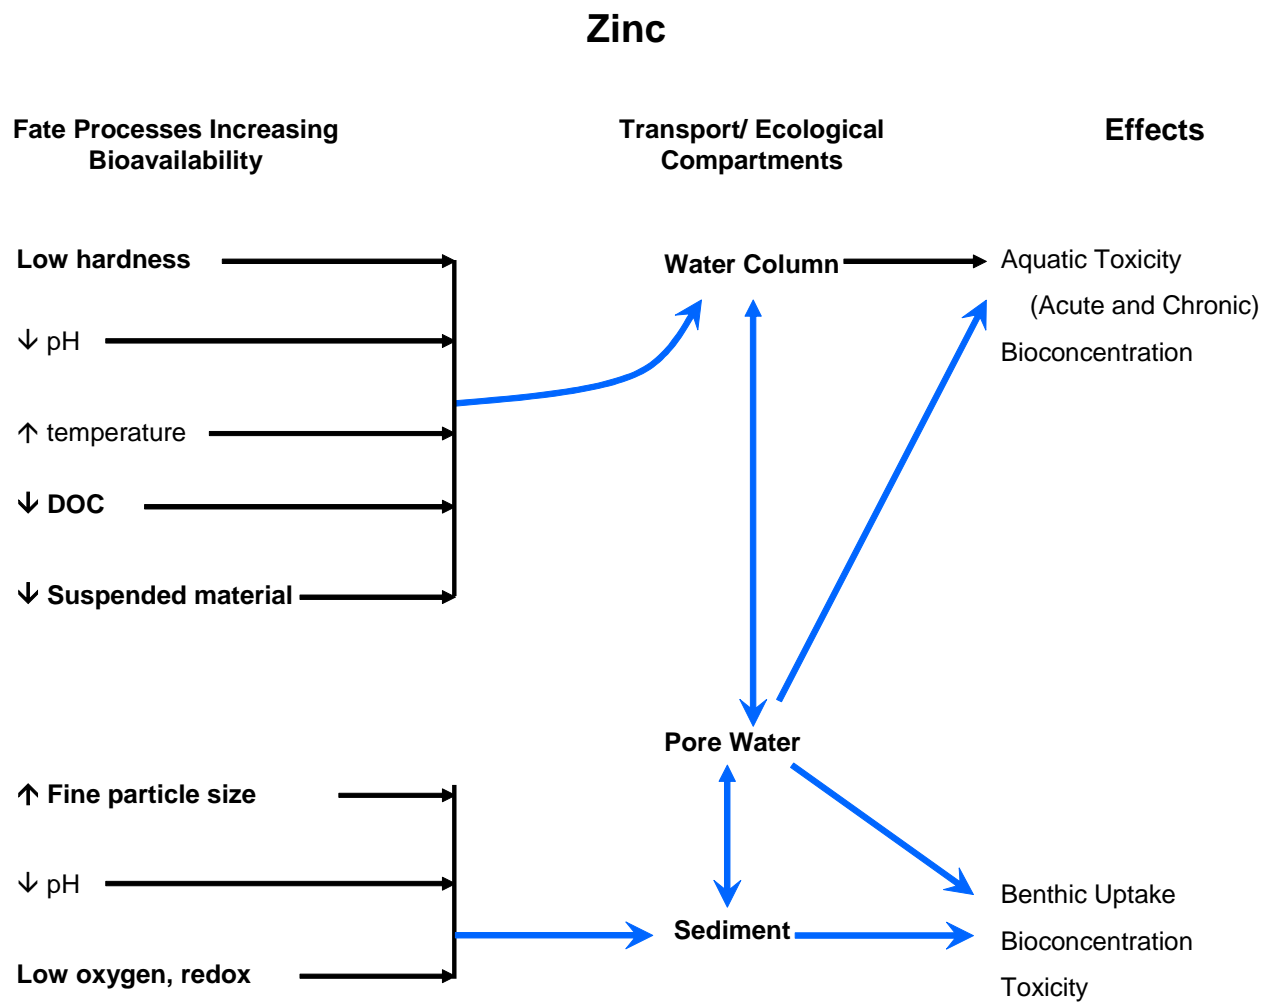 Zinc
Fate Processes Increasing
Bioavailability
Transport/ Ecological
Compartments
Effects
Low hardness
↓ pH
↑ temperature
↓ DOC
↓ Suspended material
Water Column
Aquatic Toxicity
(Acute and Chronic)
Bioconcentration
Pore Water
↑ Fine particle size
↓ pH
Low oxygen, redox
Sediment
Benthic Uptake
Bioconcentration
Toxicity